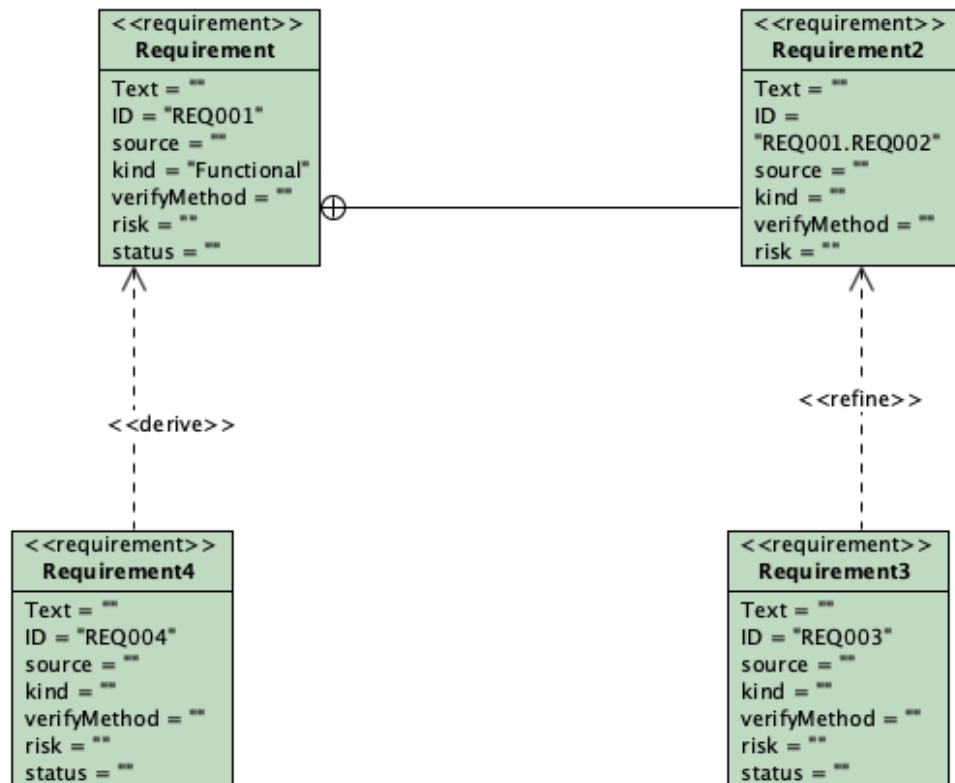 <<requirement>>
Requirement
Text = ""
ID = "REQ001"
source = ""
kind = "Functional"
verifyMethod = ""
risk = ""
status = ""
<<requirement>>
Requirement2
Text = ""
ID =
"REQ001.REQ002"
source = ""
kind = ""
verifyMethod = ""
risk = ""
<<derive>>
<<refine>>
<<requirement>>
Requirement4
Text = ""
ID = "REQ004"
source = ""
kind = ""
verifyMethod = ""
risk = ""
status = ""
<<requirement>>
Requirement3
Text = ""
ID = "REQ003"
source = ""
kind = ""
verifyMethod = ""
risk = ""
status = ""